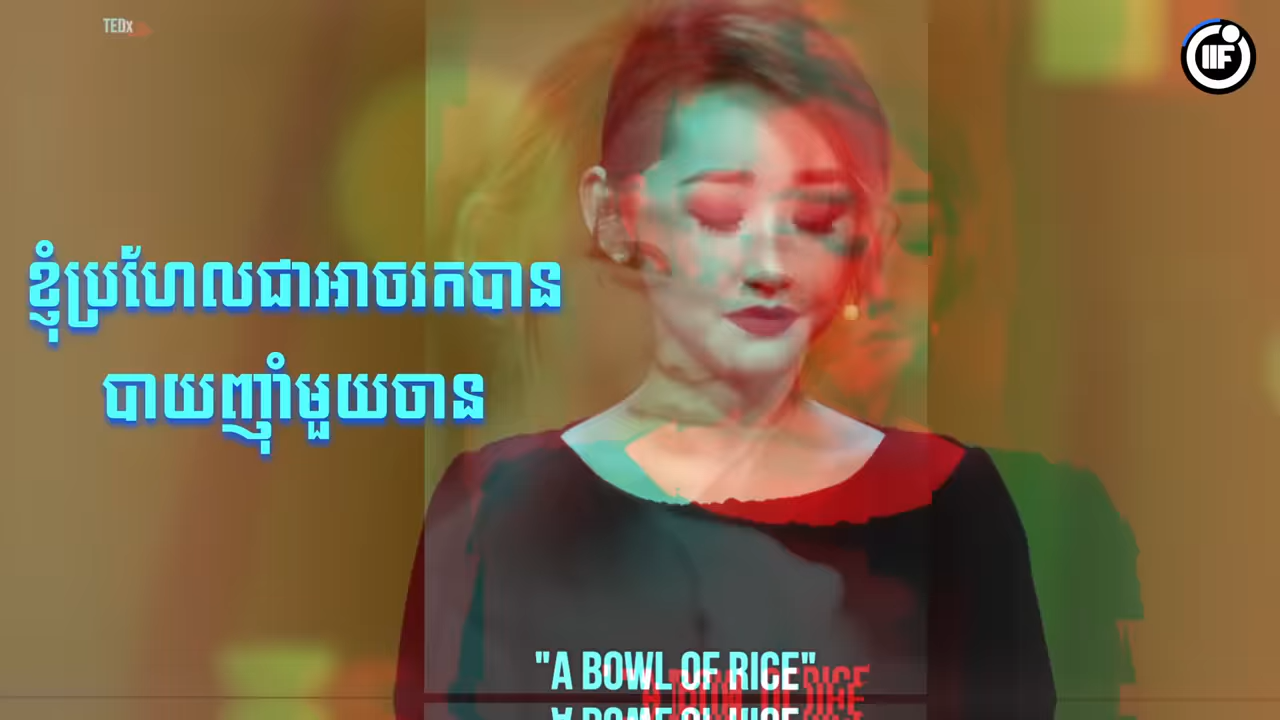 TEDx
IIF
ខ្ញុំប្រហែលជាអាចរកបាន
បាយញ៉ាំមួយចាន
"A BOWL OF RICE"